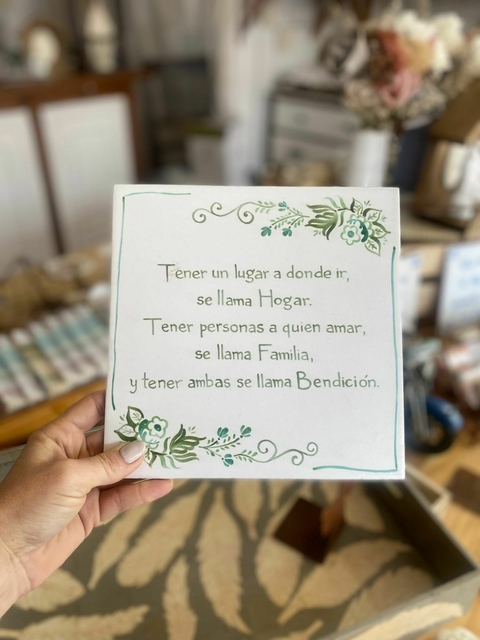 Tener un lugar a donde ir,
se llama Hogar.
Tener personas a quien amar,
se llama Familia,
y tener ambas se llama Bendición.